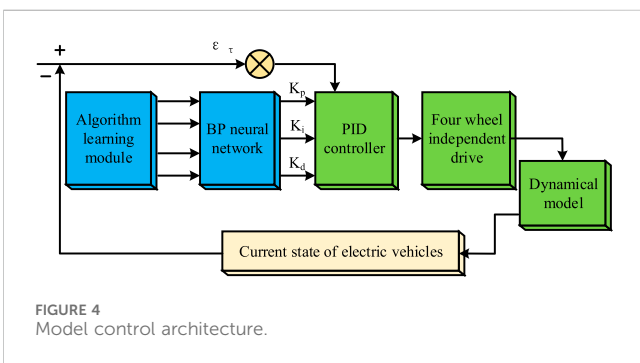 +
ε τ
−
Kp
Algorithm
learning
module
BP neural
network
Ki
Kd
PID
controller
Four wheel
independent
drive
Dynamical
model
Current state of electric vehicles
FIGURE 4
Model control architecture.